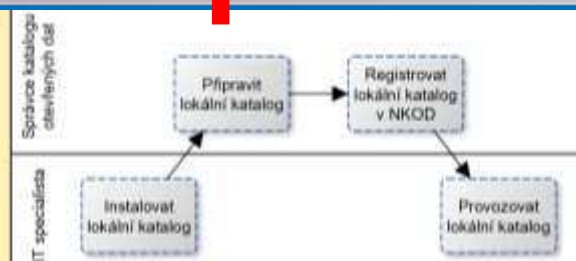 Správce katalogu
otevřených dat
Připravit
lokální katalog
Registrovat
lokální katalog
v NKOD
IT specialista
Instalovat
lokální katalog
Provozovat
lokální katalog